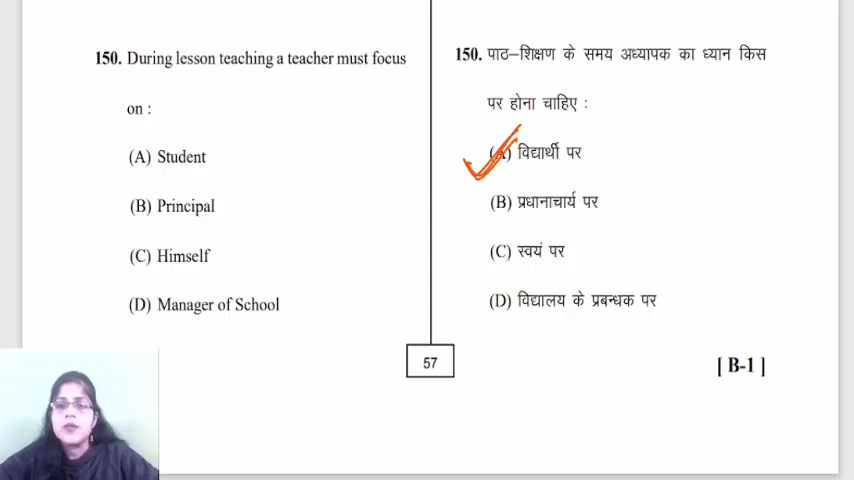 150. During lesson teaching a teacher must focus
on :
(A) Student
(B) Principal
(C) Himself
(D) Manager of School
150. पाठ–शिक्षण के समय अध्यापक का ध्यान किस
पर होना चाहिए :
(A) विद्यार्थी पर
(B) प्रधानाचार्य पर
(C) स्वयं पर
(D) विद्यालय के प्रबन्धक पर
57
[ B-1 ]